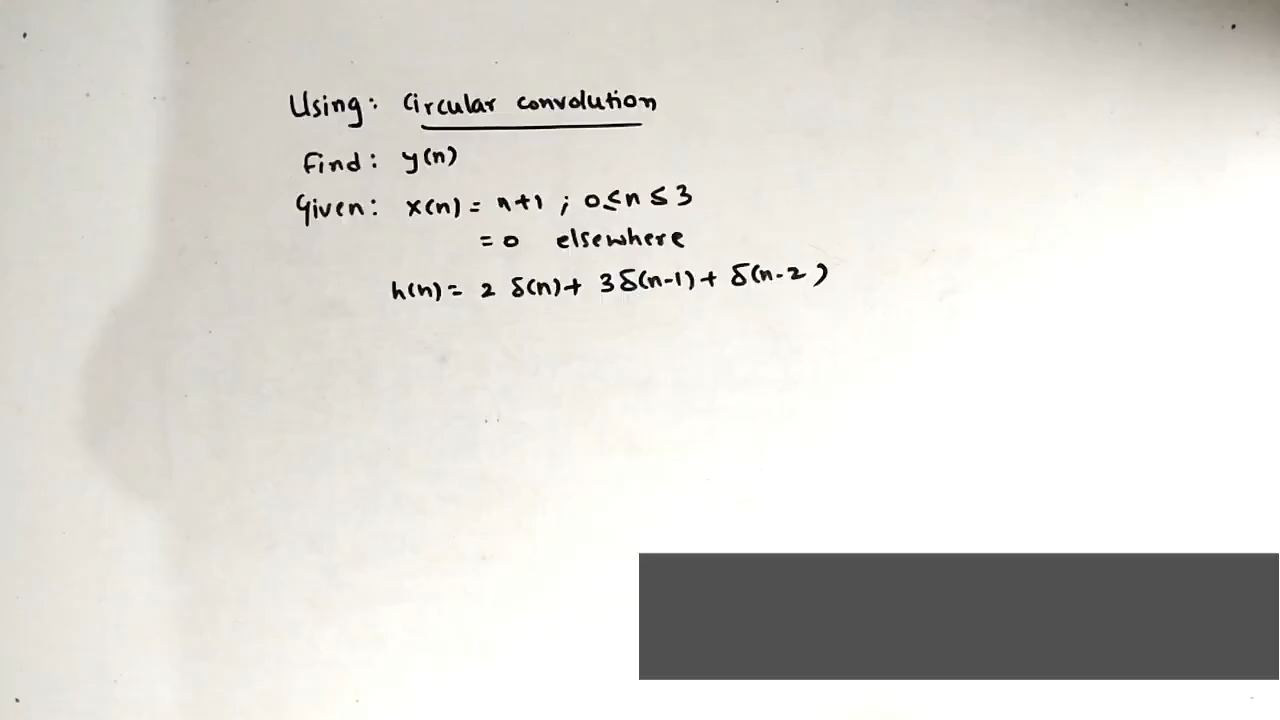 Using: Circular convolution
Find: y(n)
Given: x(n) = n+1 ; 0≤n≤3
= 0 elsewhere
h(n) = 2 δ(n) + 3δ(n-1) + δ(n-2)